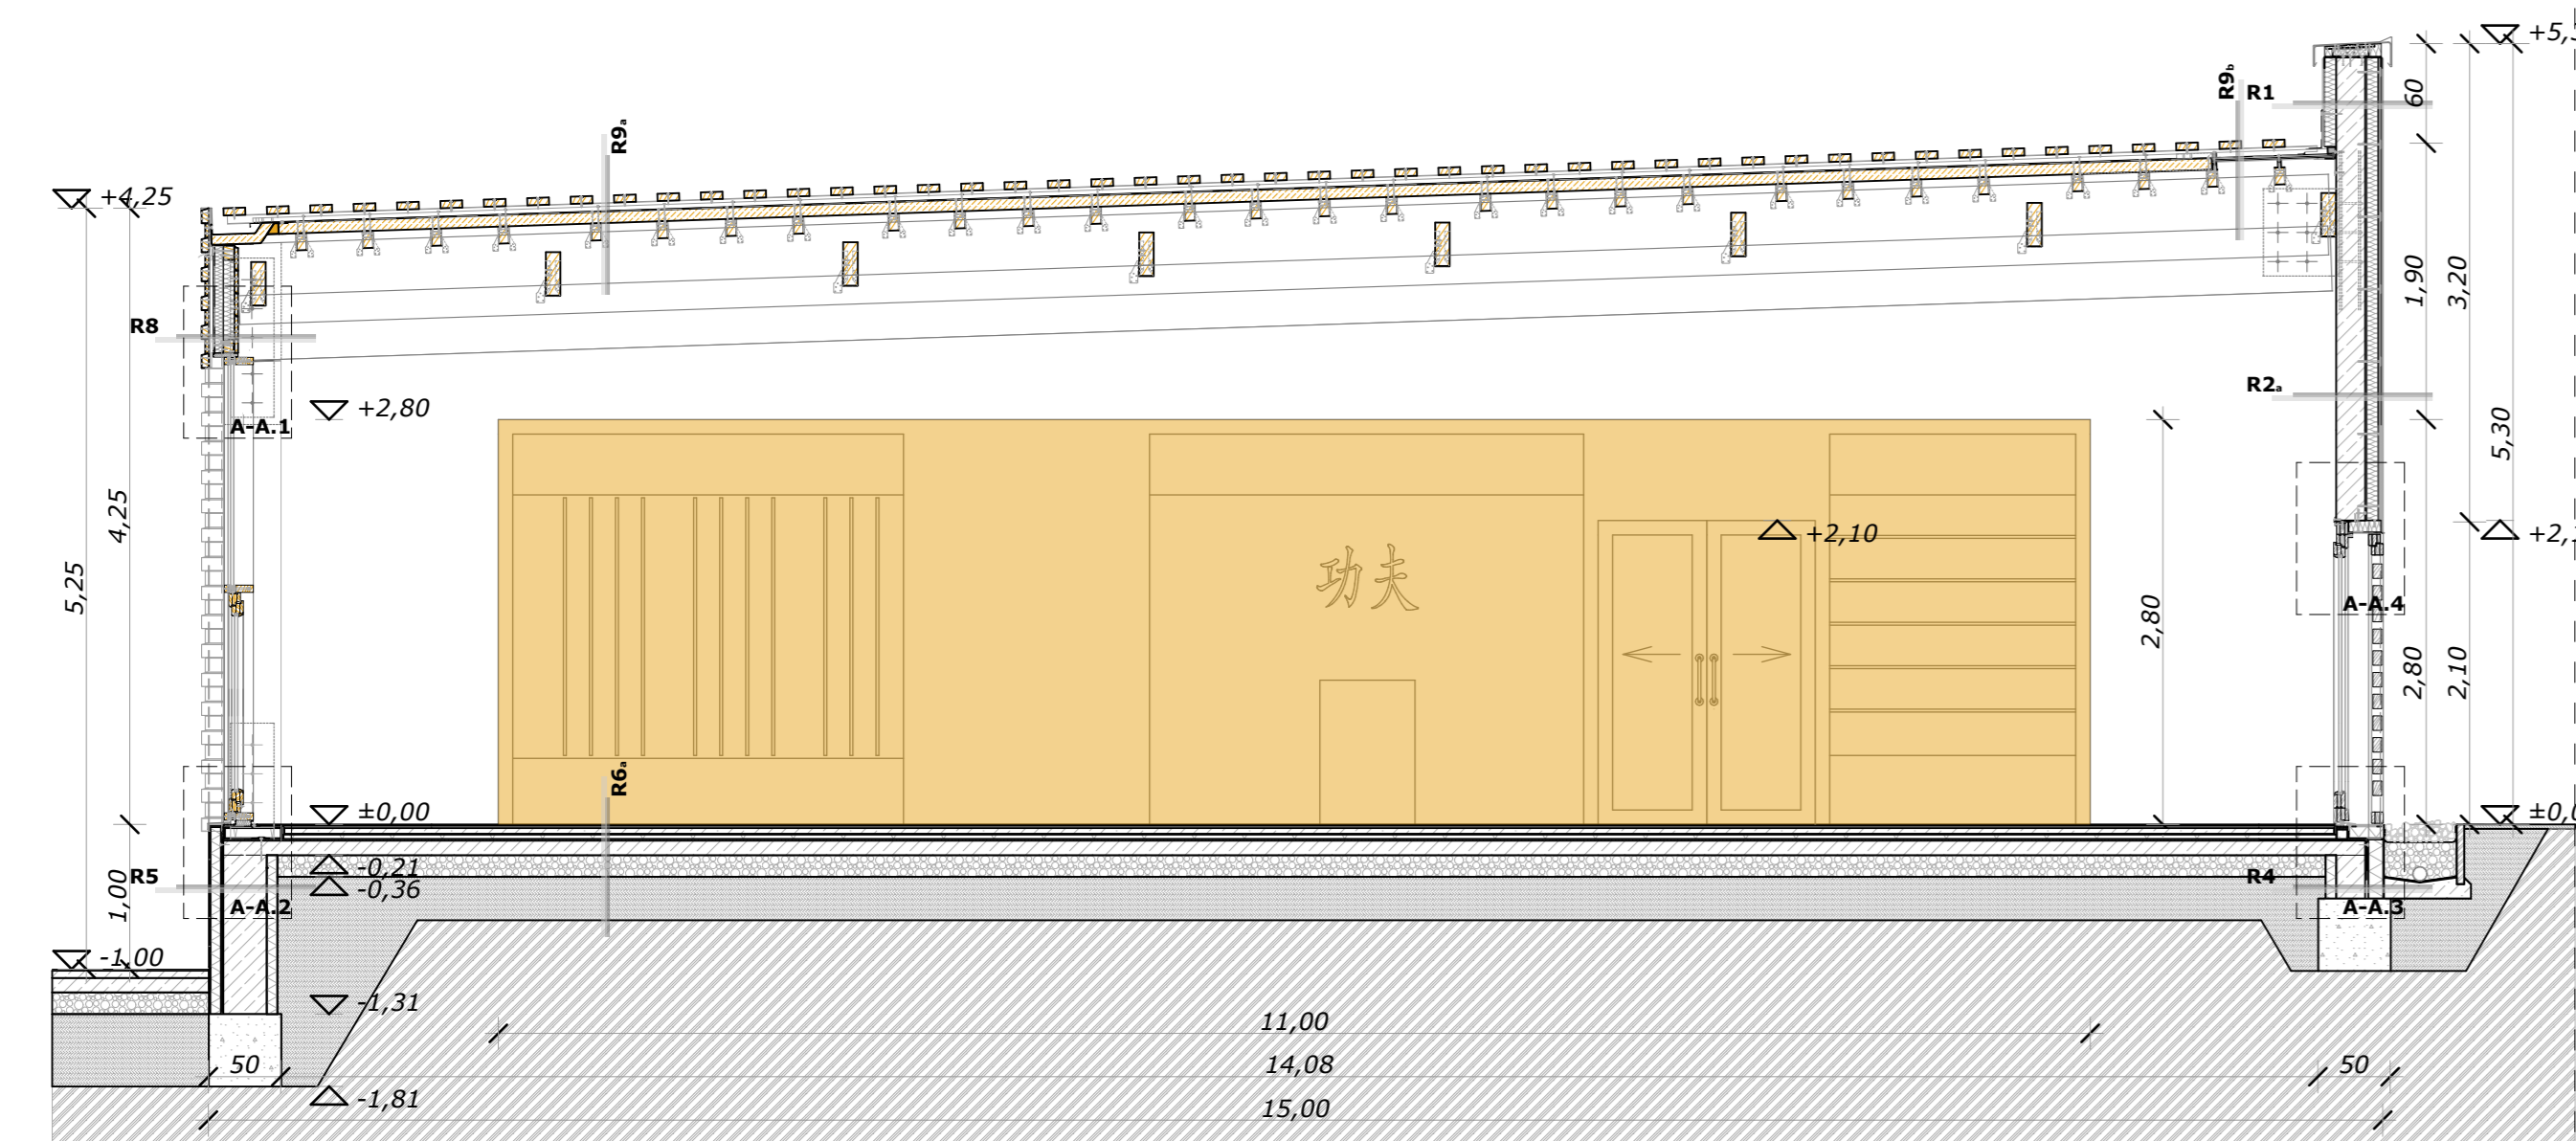 +5,3
R9b
R1
60
R9a
+4,25
1,90
3,20
R8
+2,80
R2a
A-A.1
5,30
4,25
+2,10
+2,1
功夫
5,25
2,80
A-A.4
2,80
2,10
R6a
±0,00
±0,0
-0,21
R5
-0,36
R4
1,00
A-A.2
A-A.3
-1,00
-1,31
11,00
50
14,08
50
-1,81
15,00